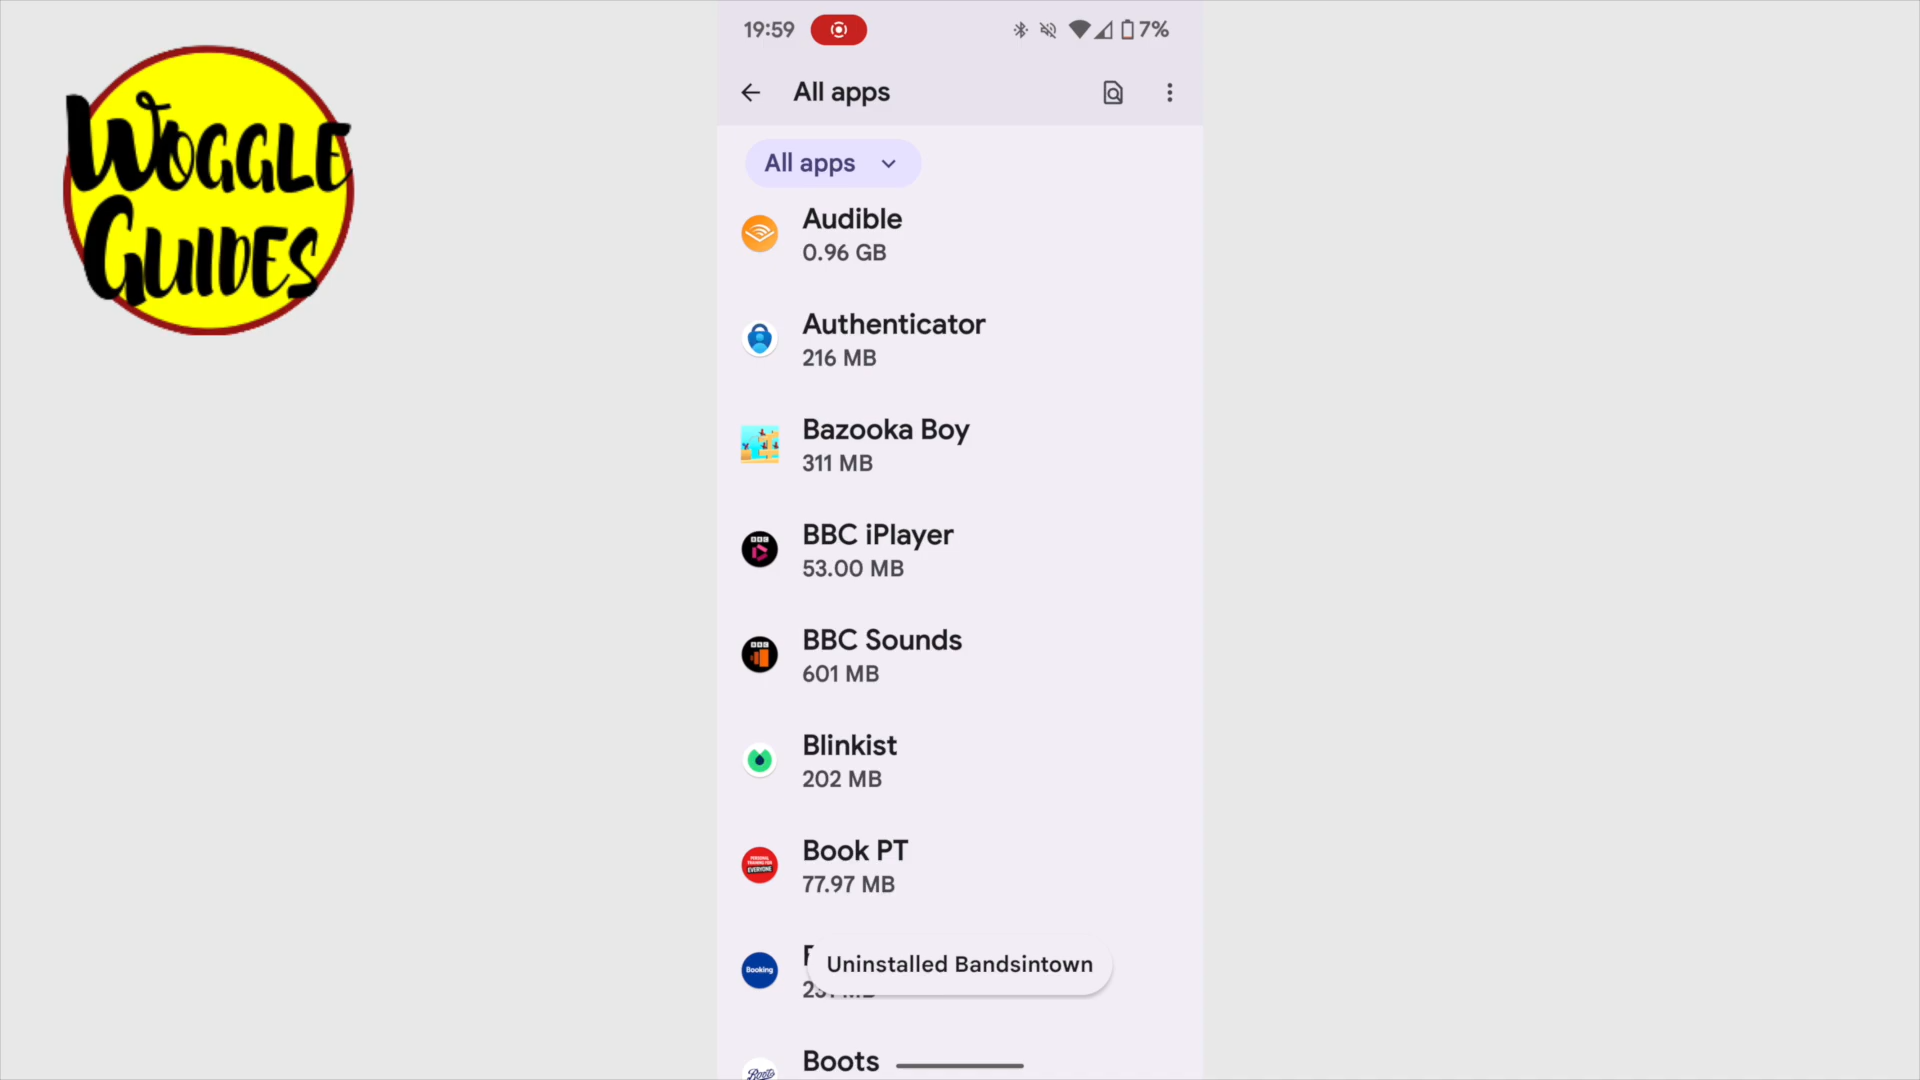 WOGGLE
GUIDES
19:59
7%
All apps
All apps
Audible
0.96 GB
Authenticator
216 MB
Bazooka Boy
311 MB
BBC iPlayer
53.00 MB
BBC Sounds
601 MB
Blinkist
202 MB
Book PT
77.97 MB
Booking
Uninstalled Bandsintown
Boots
Boots